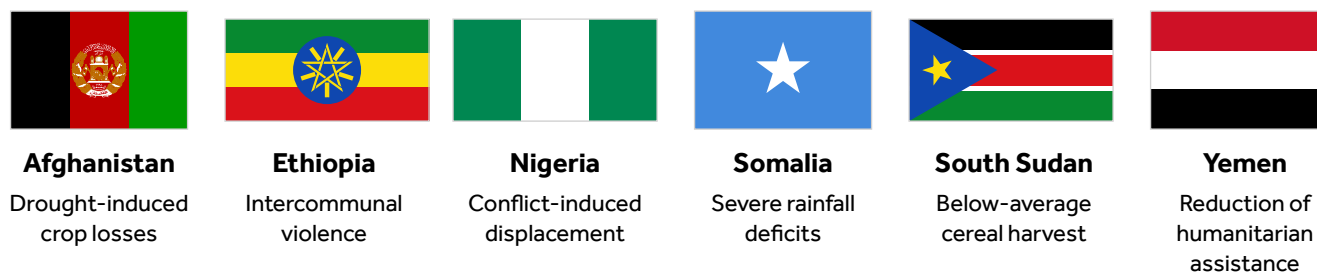 Afghanistan
Drought-induced
crop losses
Ethiopia
Intercommunal
violence
Nigeria
Conflict-induced
displacement
Somalia
Severe rainfall
deficits
South Sudan
Below-average
cereal harvest
Yemen
Reduction of
humanitarian
assistance